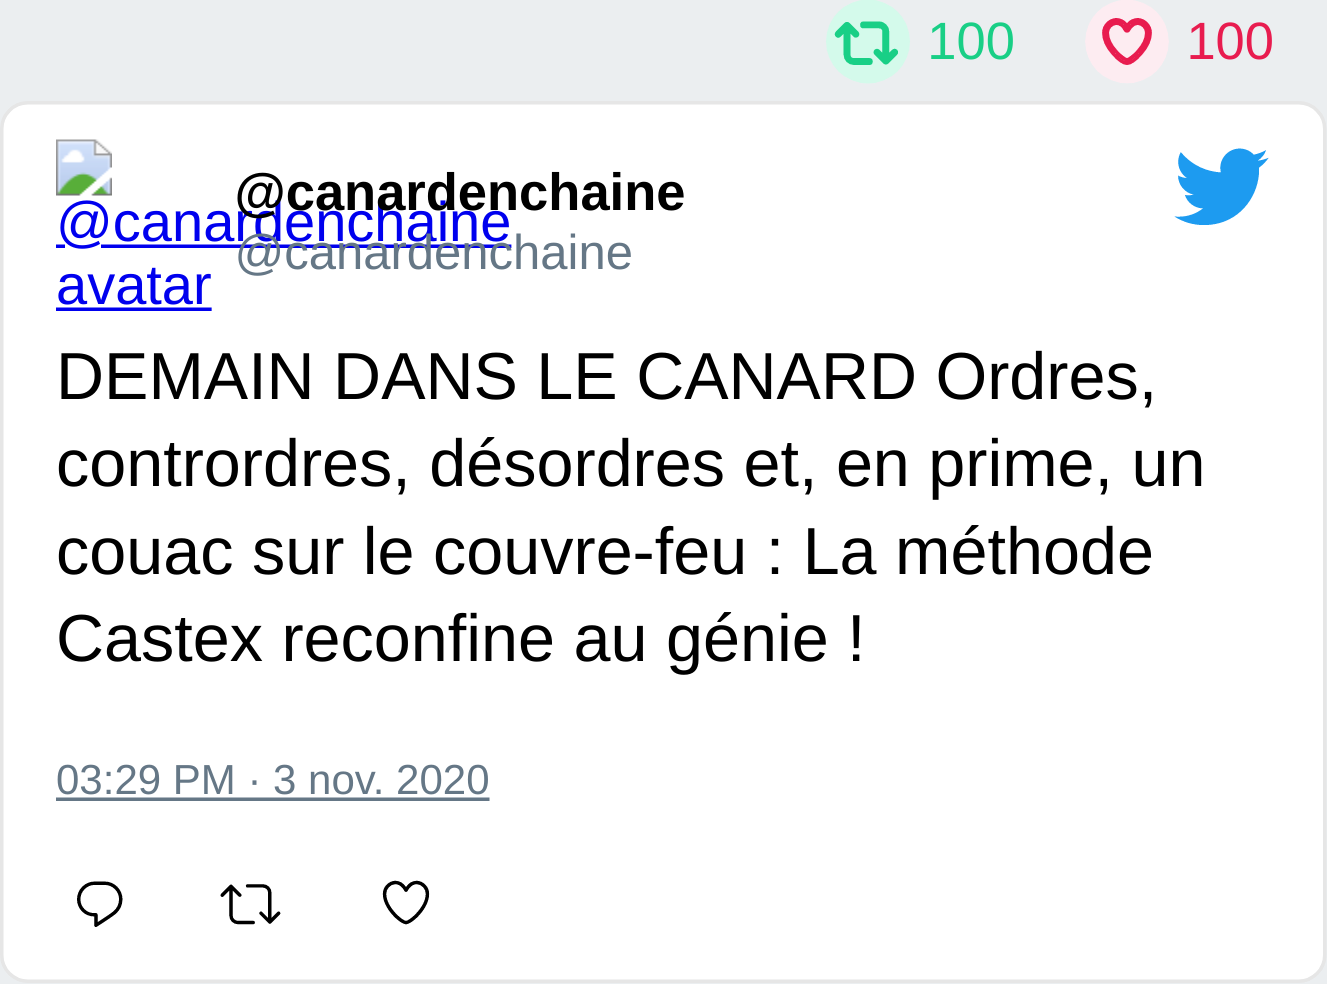 100 100
@canardenchaine
@canardenchaine
@canardenchaine
avatar
DEMAIN DANS LE CANARD Ordres,
contrordres, désordres et, en prime, un
couac sur le couvre-feu : La méthode
Castex reconfine au génie !
03:29 PM · 3 nov. 2020